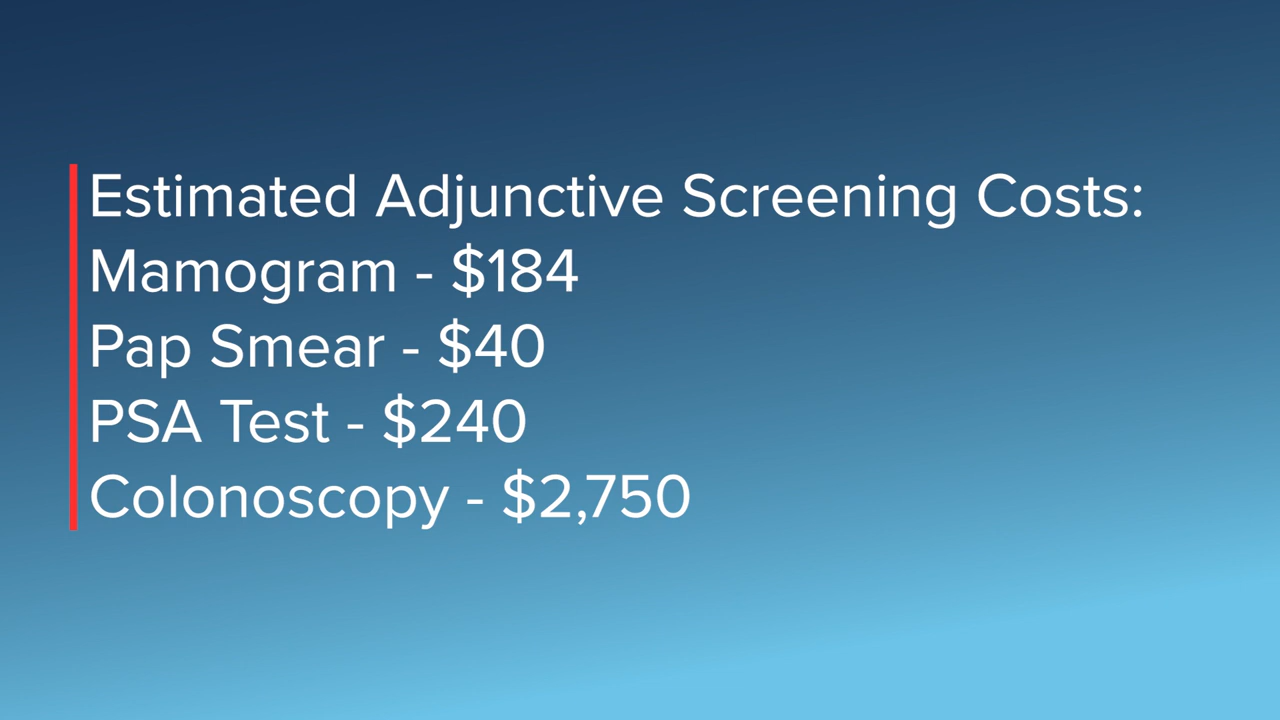 Estimated Adjunctive Screening Costs:
Mamogram - $184
Pap Smear - $40
PSA Test - $240
Colonoscopy - $2,750